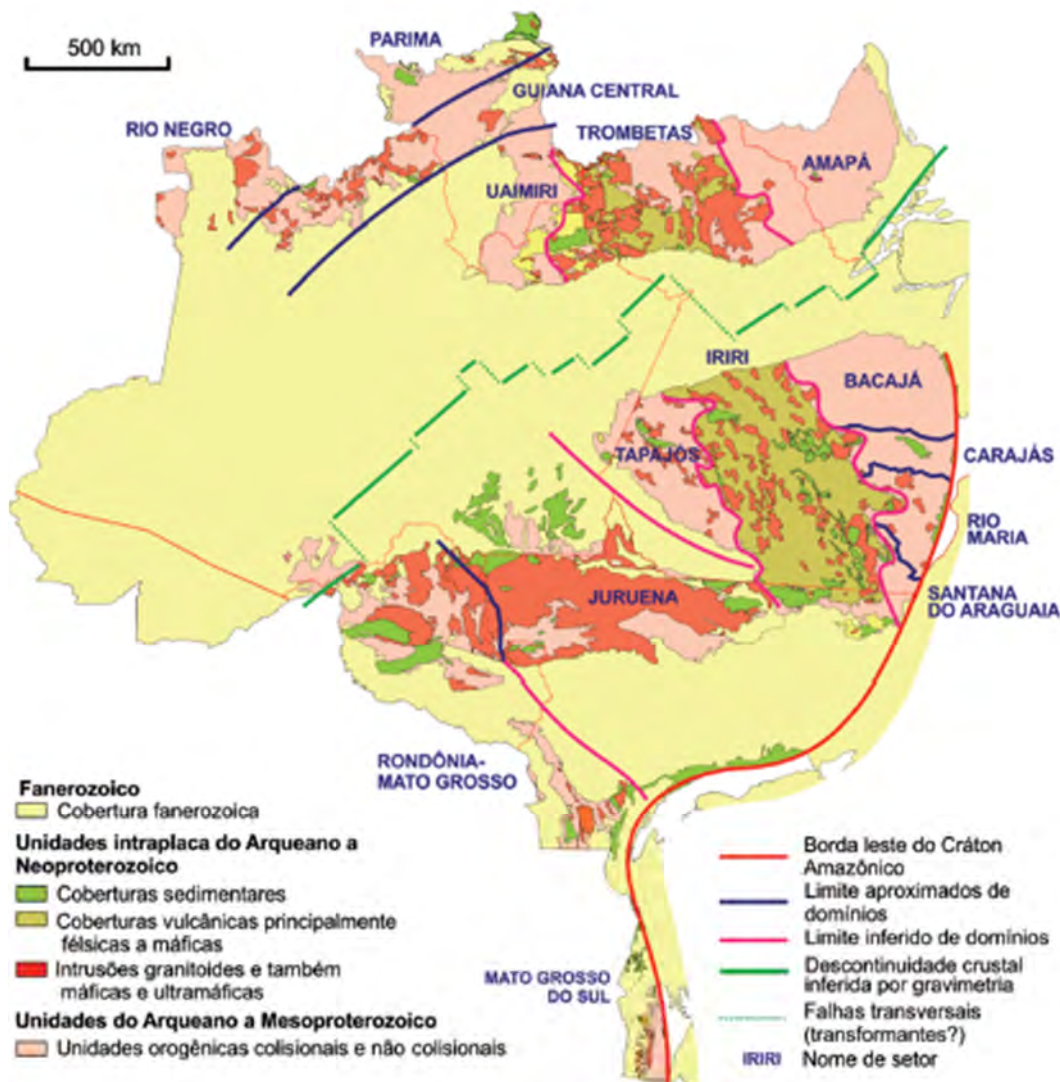 500 km
PARIMA
GUIANA CENTRAL
RIO NEGRO
TROMBETAS
AMAPÁ
UAIMIRI
IRIRI
BACAJÁ
TAPAJÓS
CARAJÁS
RIO
MARIA
SANTANA
DO ARAGUAIA
JURUENA
RONDÔNIA-
MATO GROSSO
MATO GROSSO
DO SUL
Fanerozoico
Cobertura fanerozoica
Unidades intraplaca do Arqueano a
Neoproterozoico
Coberturas sedimentares
Coberturas vulcânicas principalmente
félsicas a máficas
Intrusões granitoides e também
máficas e ultramáficas
Unidades do Arqueano a Mesoproterozoico
Unidades orogênicas colisionais e não colisionais
Borda leste do Cráton
Amazônico
Limite aproximados de
domínios
Limite inferido de domínios
Descontinuidade crustal
inferida por gravimetria
Falhas transversais
(transformantes?)
IRIRI Nome de setor